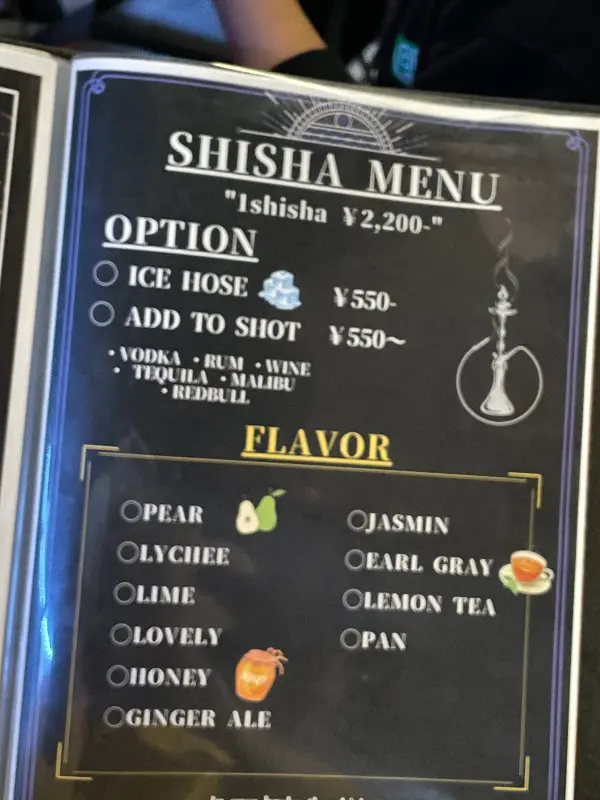 SHISHA MENU
"1shisha ¥2,200-"
OPTION
○ ICE HOSE ¥550-
○ ADD TO SHOT ¥550～
・VODKA ・RUM ・WINE
・ TEQUILA ・MALIBU
・REDBULL
FLAVOR
○PEAR
○LYCHEE
○LIME
○LOVELY
○HONEY
○GINGER ALE
○JASMIN
○EARL GRAY
○LEMON TEA
○PAN